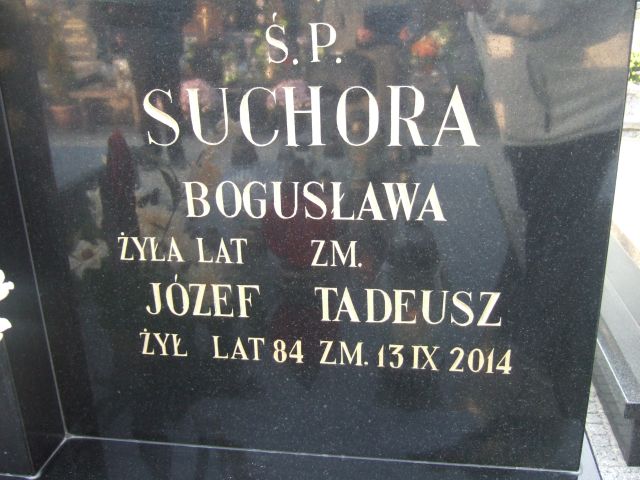 Ś.P.
SUCHORA
BOGUSŁAWA
ŻYŁA LAT ZM.
JÓZEF TADEUSZ
ŻYŁ LAT 84 ZM. 13 IX 2014